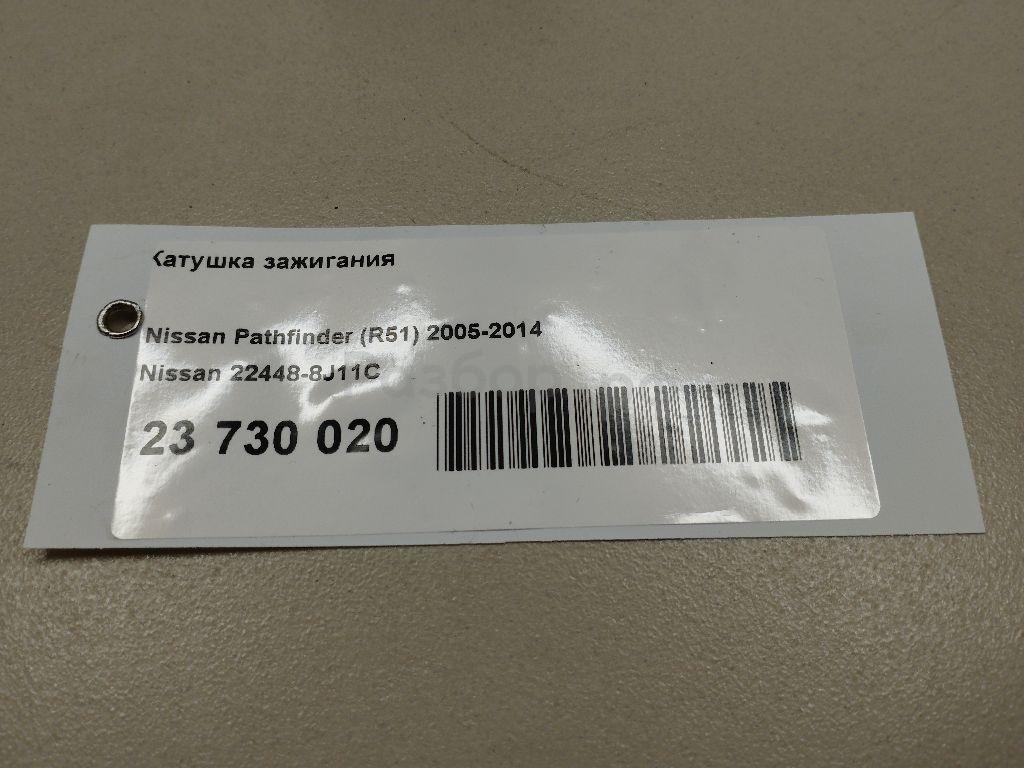 Катушка зажигания
Nissan Pathfinder (R51) 2005-2014
Nissan 22448-8J11C
23 730 020